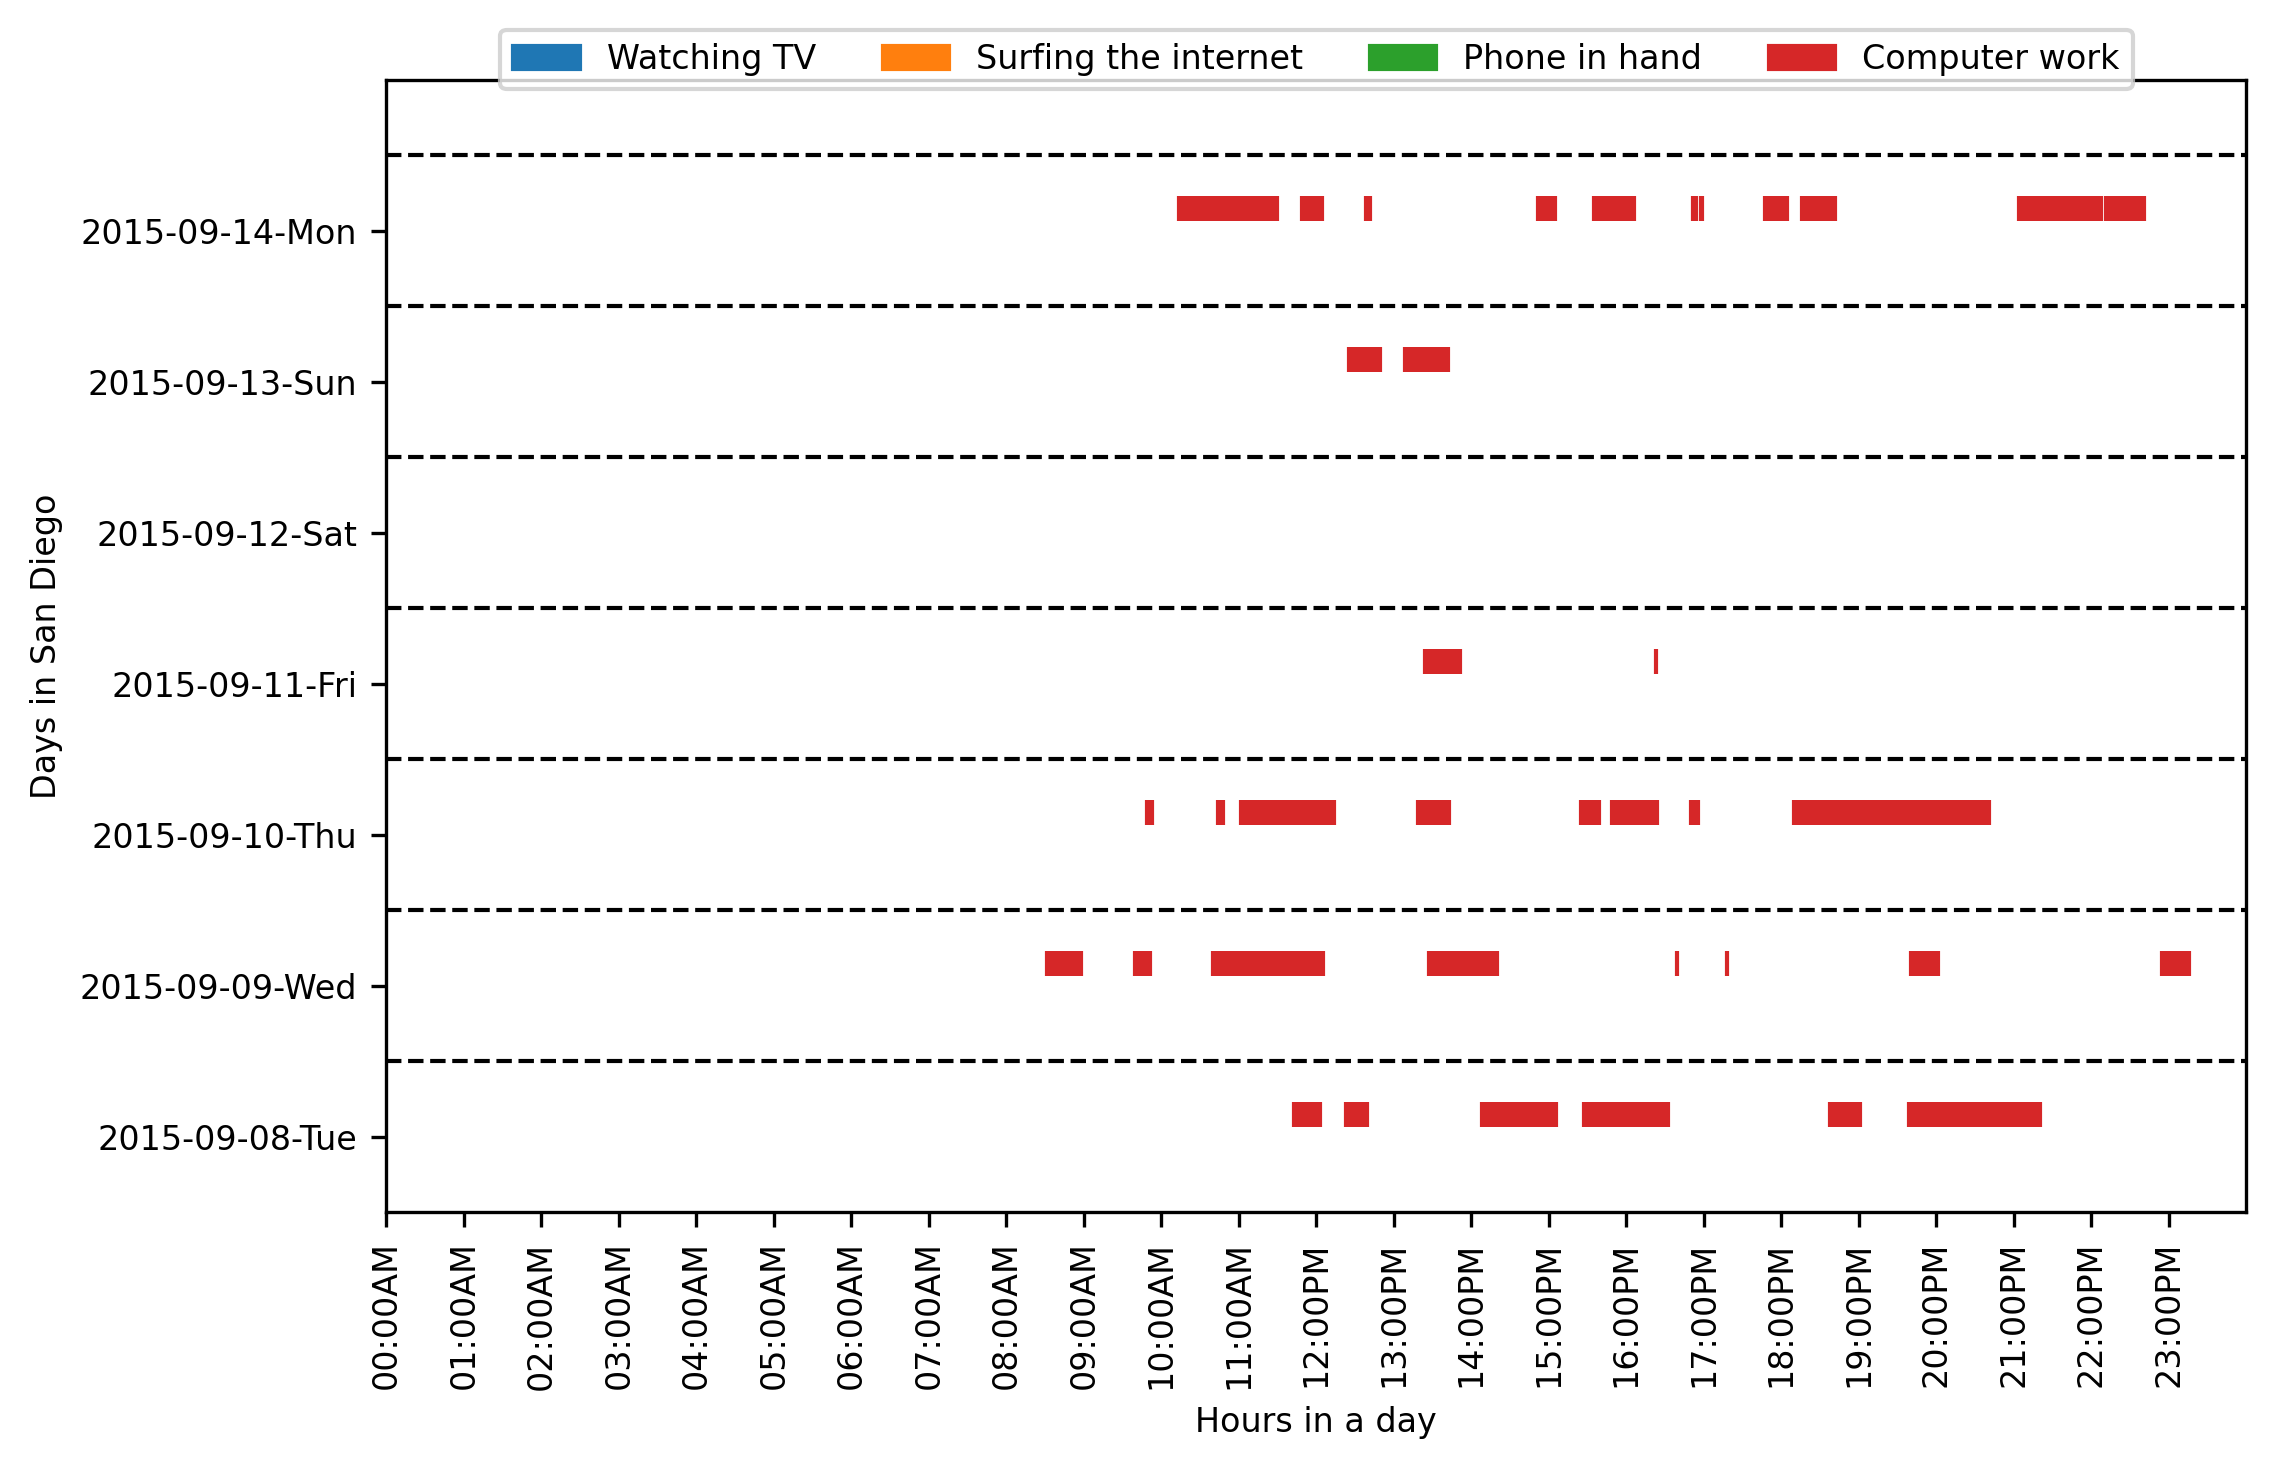 Watching TV Surfing the internet Phone in hand Computer work
2015-09-14-Mon
2015-09-13-Sun
2015-09-12-Sat
2015-09-11-Fri
2015-09-10-Thu
2015-09-09-Wed
2015-09-08-Tue
Days in San Diego
00:00AM
01:00AM
02:00AM
03:00AM
04:00AM
05:00AM
06:00AM
07:00AM
08:00AM
09:00AM
10:00AM
11:00AM
12:00PM
13:00PM
14:00PM
15:00PM
16:00PM
17:00PM
18:00PM
19:00PM
20:00PM
21:00PM
22:00PM
23:00PM
Hours in a day